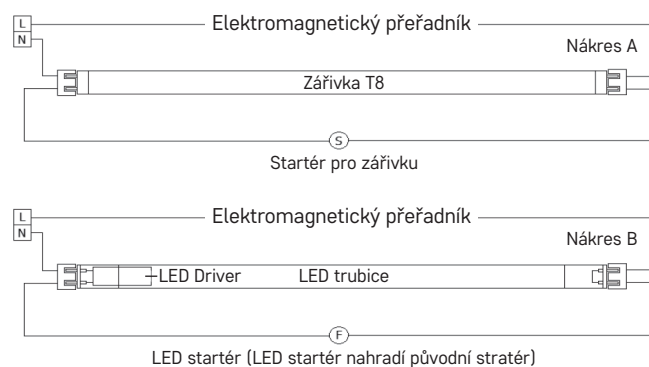 L
Elektromagnetický přeřadník
N
Nákres A
Zářivka T8
S
Startér pro zářivku
L
Elektromagnetický přeřadník
N
Nákres B
LED Driver
LED trubice
F
LED startér (LED startér nahradí původní stratér)